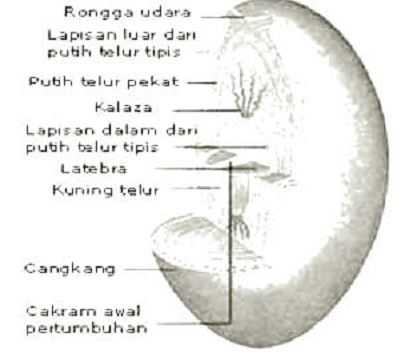 Rongga udara
Lapisan luar dari
putih telur tipis
Putih telur pekat
Kalaza
Lapisan dalam dari
putih telur tipis
Latebra
Kuning telur
Cangkang
Cakram awal
pertumbuhan